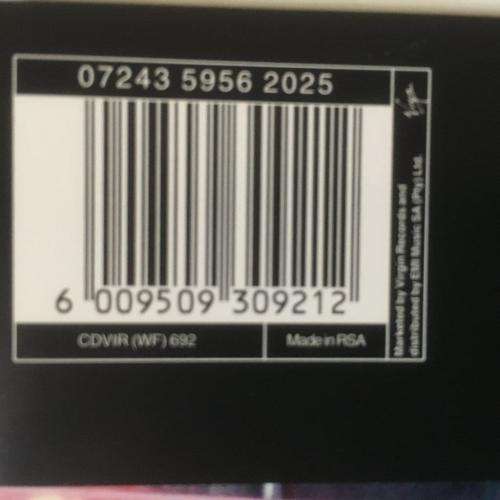 07243 5956 2025
6 009509 309212
CDVIR (WF) 692
Made in RSA
Marketed by Virgin Records and
distributed by EMI Music SA (Pty) Ltd.
Virgin